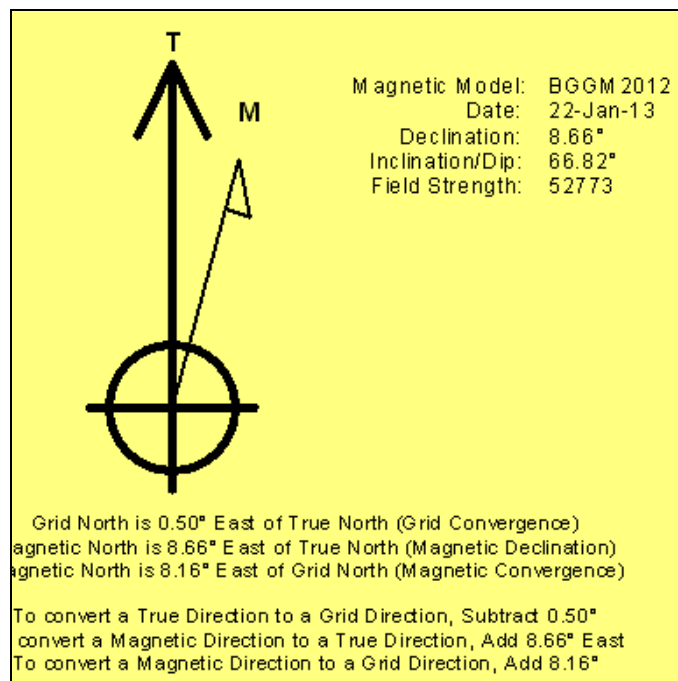 T
M
Magnetic Model: BGGM 2012
Date: 22-Jan-13
Declination: 8.66°
Inclination/Dip: 66.82°
Field Strength: 52773
Grid North is 0.50° East of True North (Grid Convergence)
agnetic North is 8.66° East of True North (Magnetic Declination)
agnetic North is 8.16° East of Grid North (Magnetic Convergence)
To convert a True Direction to a Grid Direction, Subtract 0.50°
convert a Magnetic Direction to a True Direction, Add 8.66° East
To convert a Magnetic Direction to a Grid Direction, Add 8.16°